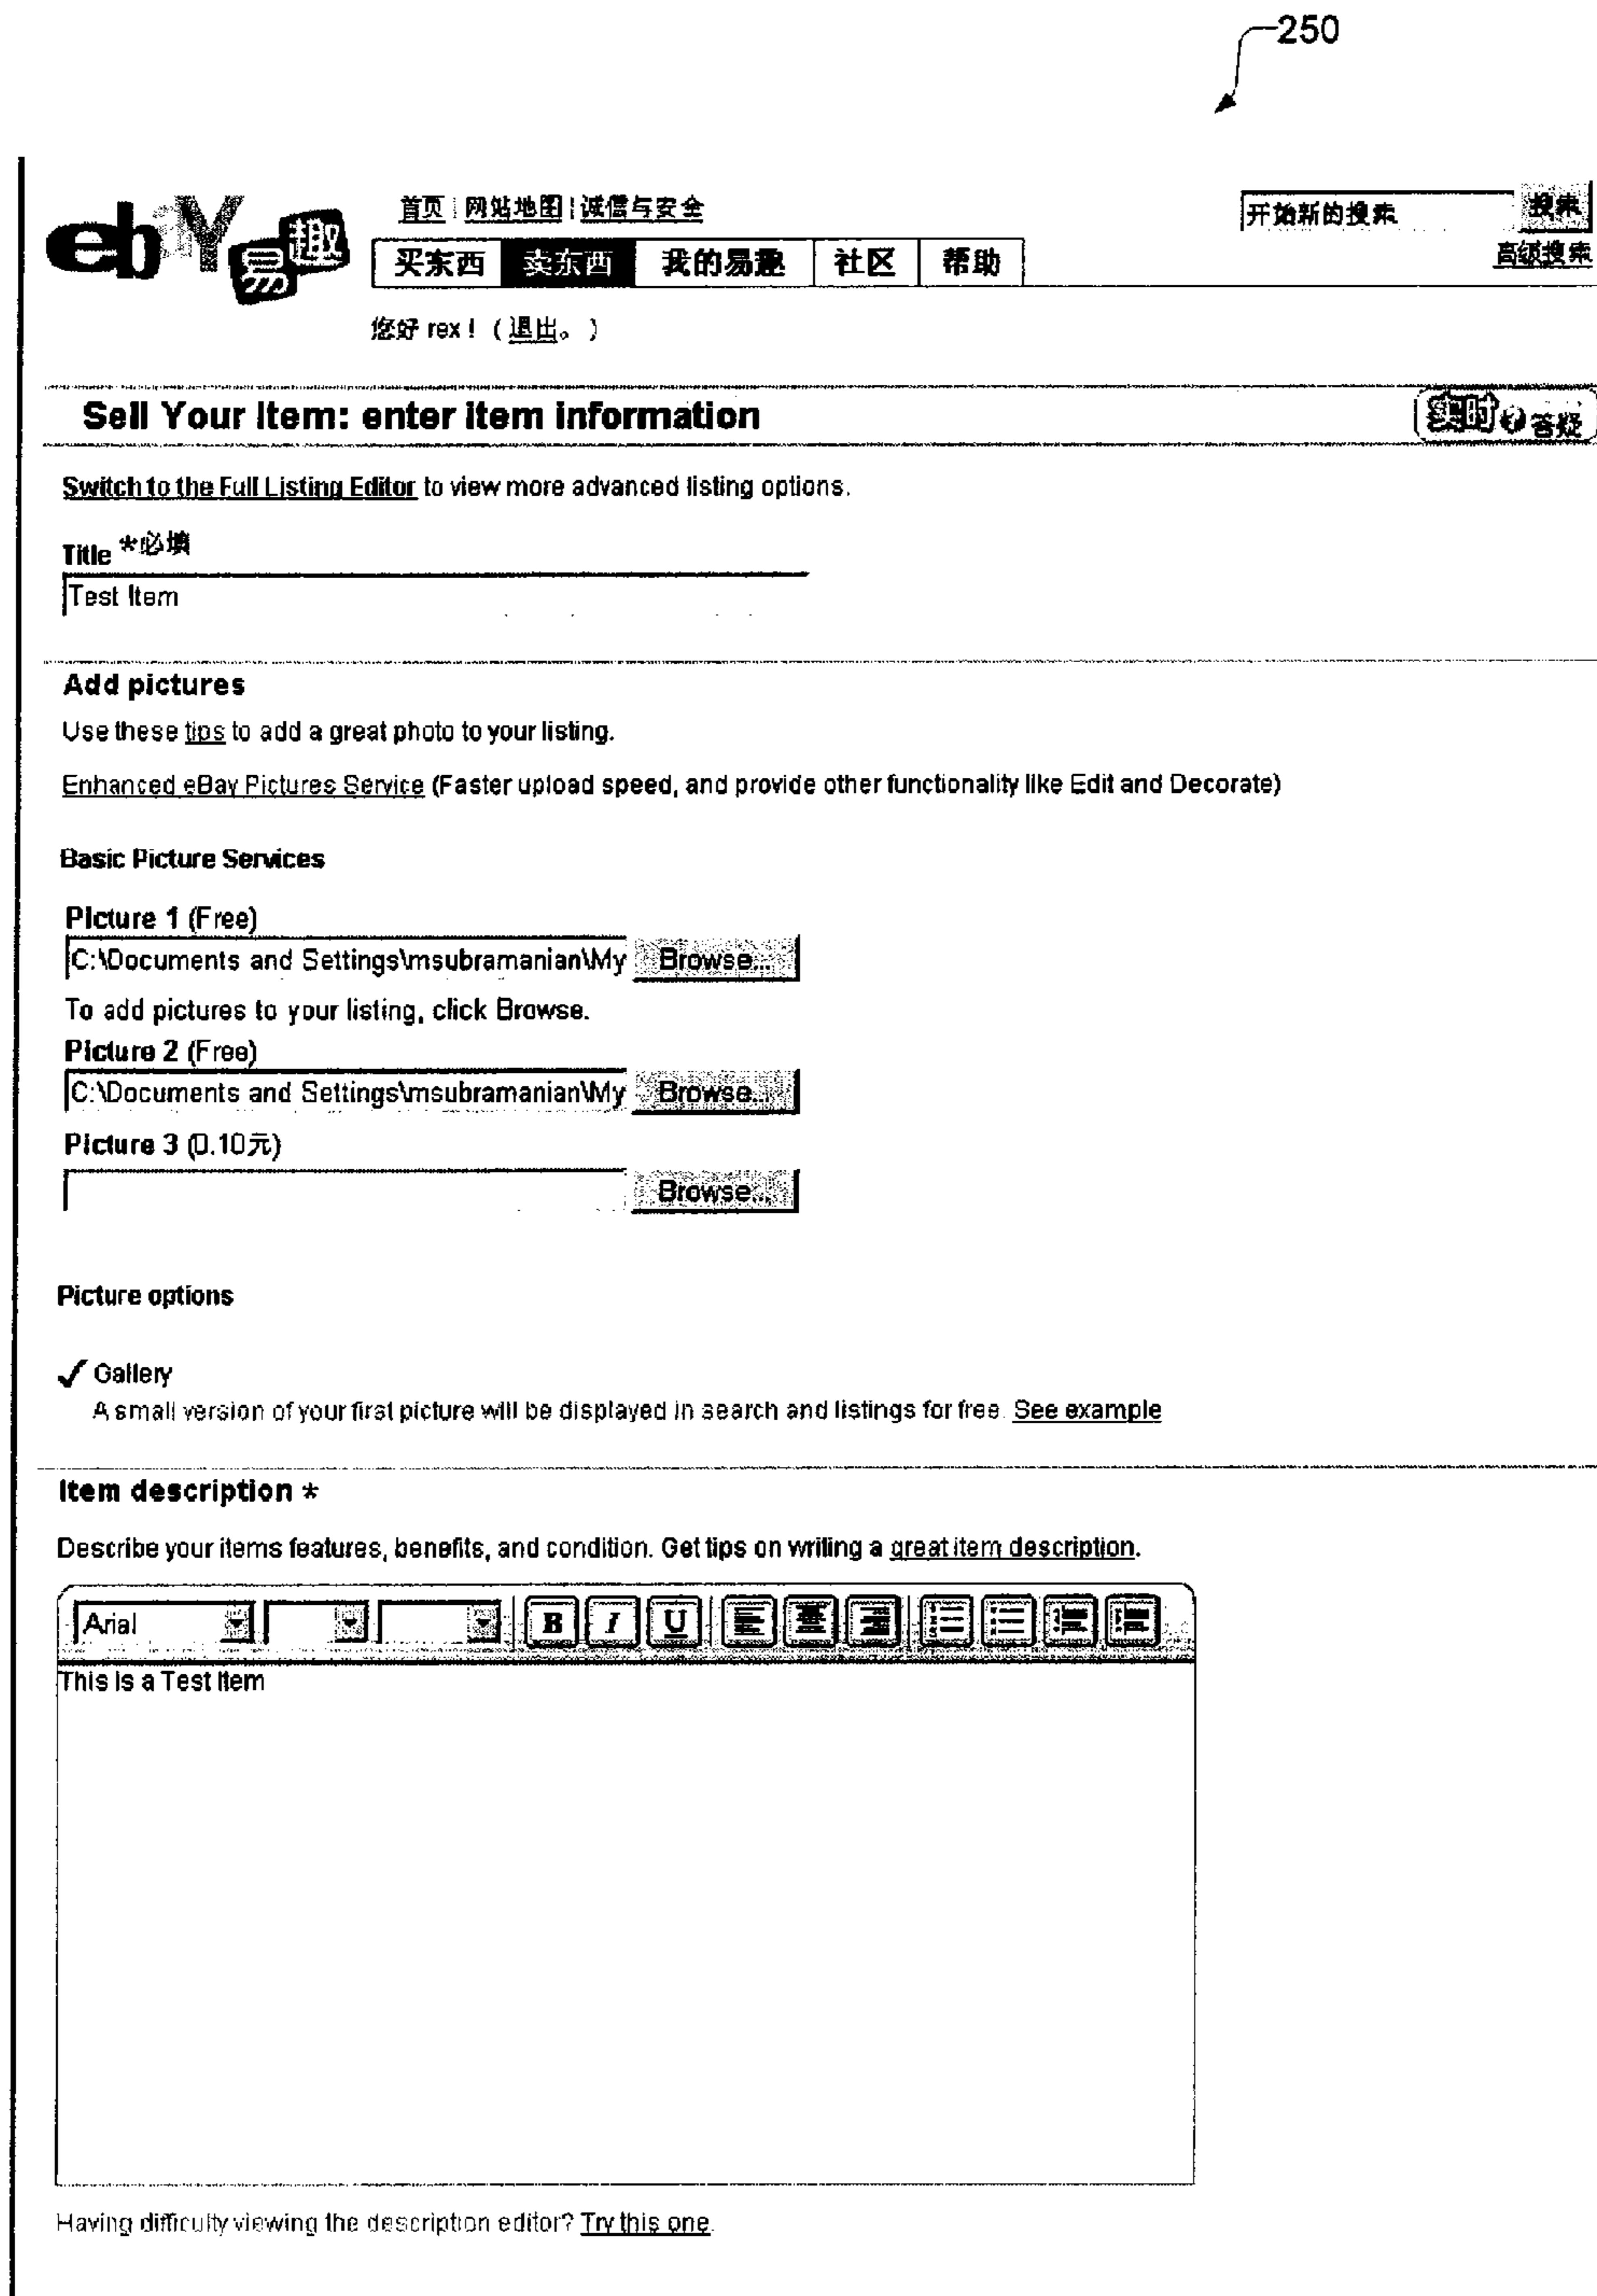 250
ebay 易趣
首页 | 网站地图 | 诚信与安全
开始新的搜索 搜索
买东西 卖东西 我的易趣 社区 帮助
高级搜索
您好 rex！（退出。）
Sell Your Item: enter item information
实时?答疑
Switch to the Full Listing Editor to view more advanced listing options.
Title *必填
Test Item
Add pictures
Use these tips to add a great photo to your listing.
Enhanced eBay Pictures Service (Faster upload speed, and provide other functionality like Edit and Decorate)
Basic Picture Services
Picture 1 (Free)
C:\Documents and Settings\msubramanian\My Browse...
To add pictures to your listing, click Browse.
Picture 2 (Free)
C:\Documents and Settings\msubramanian\My Browse...
Picture 3 (0.10元)
Browse...
Picture options
✓ Gallery
A small version of your first picture will be displayed in search and listings for free. See example
Item description *
Describe your items features, benefits, and condition. Get tips on writing a great item description.
Arial B I U
This is a Test Item
Having difficulty viewing the description editor? Try this one.